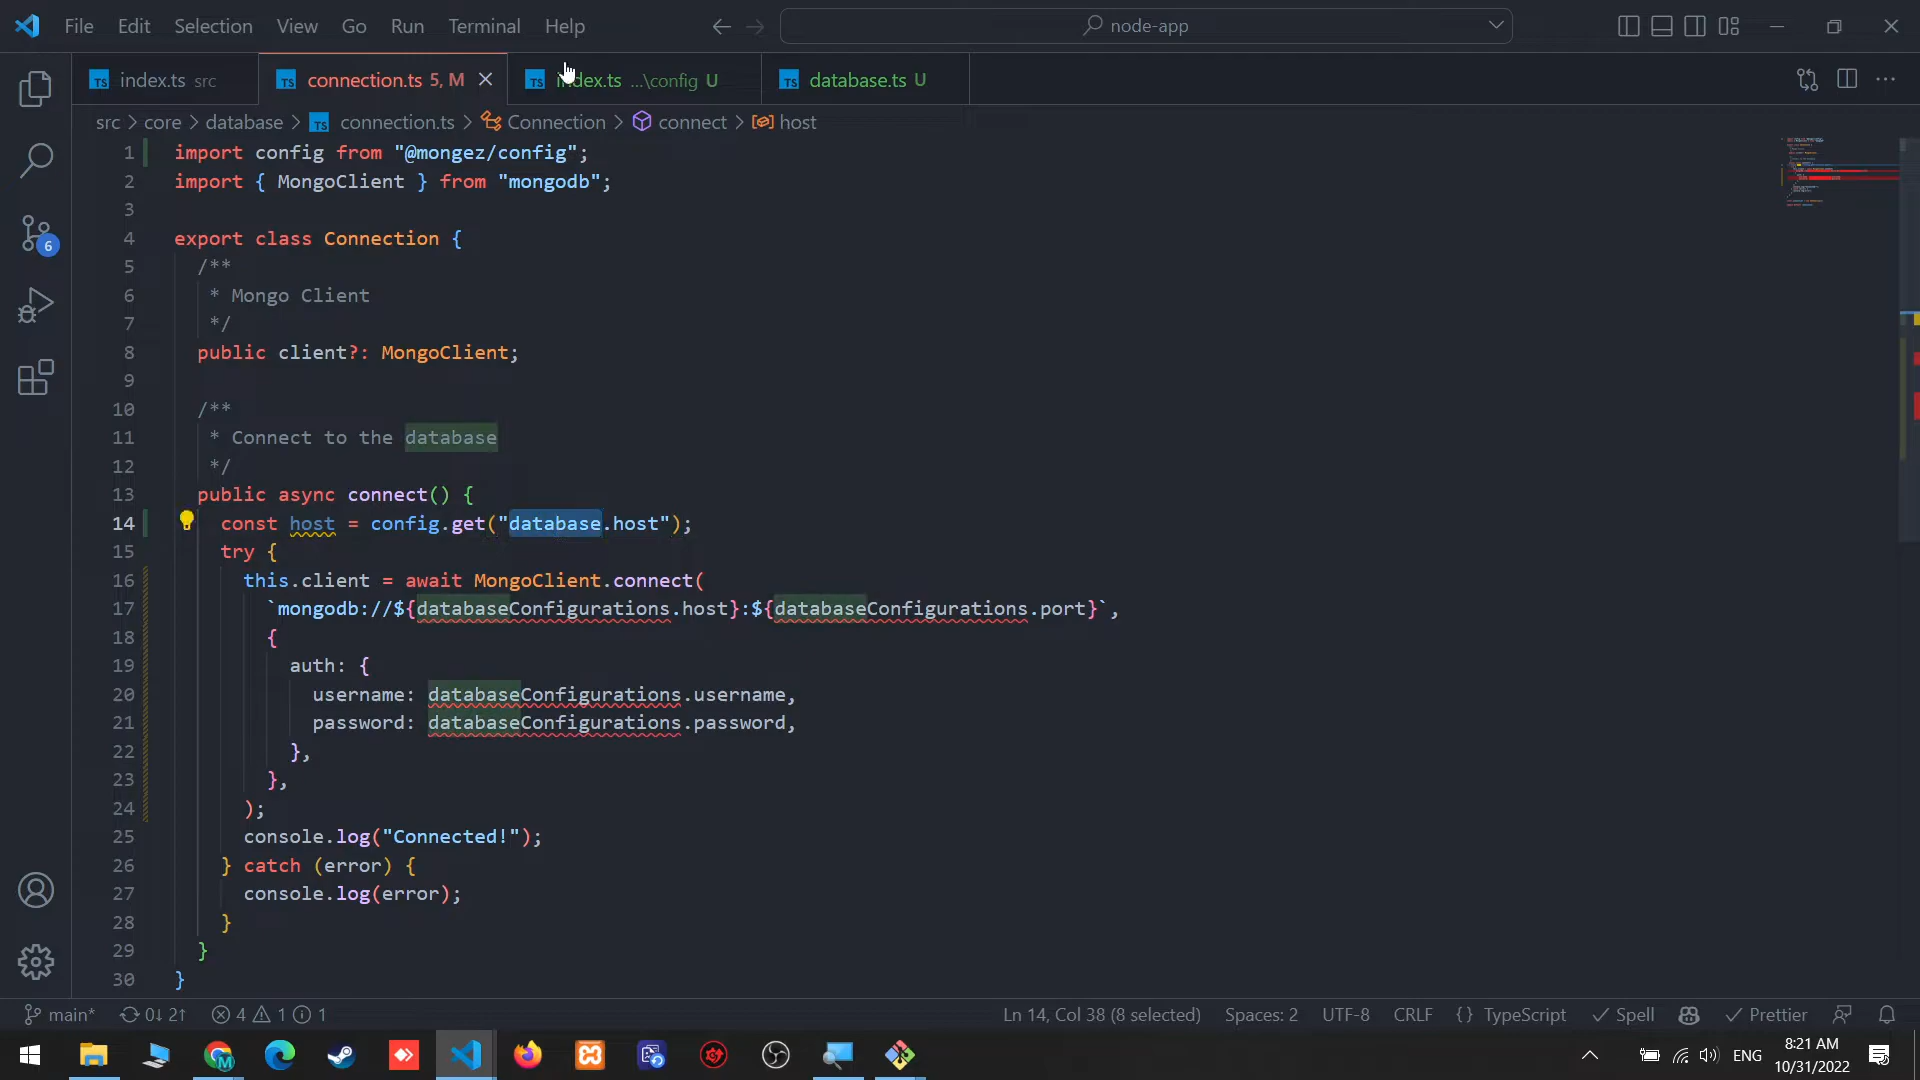 File Edit Selection View Go Run Terminal Help node-app
TS index.ts src TS connection.ts 5, M TS index.ts ...\config U TS database.ts U
src > core > database > TS connection.ts > Connection > connect > host
1 import config from "@mongez/config";
2 import { MongoClient } from "mongodb";
3
4 export class Connection {
5 /**
6 * Mongo Client
7 */
8 public client?: MongoClient;
9
10 /**
11 * Connect to the database
12 */
13 public async connect() {
14 const host = config.get("database.host");
15 try {
16 this.client = await MongoClient.connect(
17 `mongodb://${databaseConfigurations.host}:${databaseConfigurations.port}`,
18 {
19 auth: {
20 username: databaseConfigurations.username,
21 password: databaseConfigurations.password,
22 },
23 },
24 );
25 console.log("Connected!");
26 } catch (error) {
27 console.log(error);
28 }
29 }
30 }
6
main* 0↓ 2↑ 4 1 1 Ln 14, Col 38 (8 selected) Spaces: 2 UTF-8 CRLF {} TypeScript Spell Prettier
ENG 8:21 AM
10/31/2022